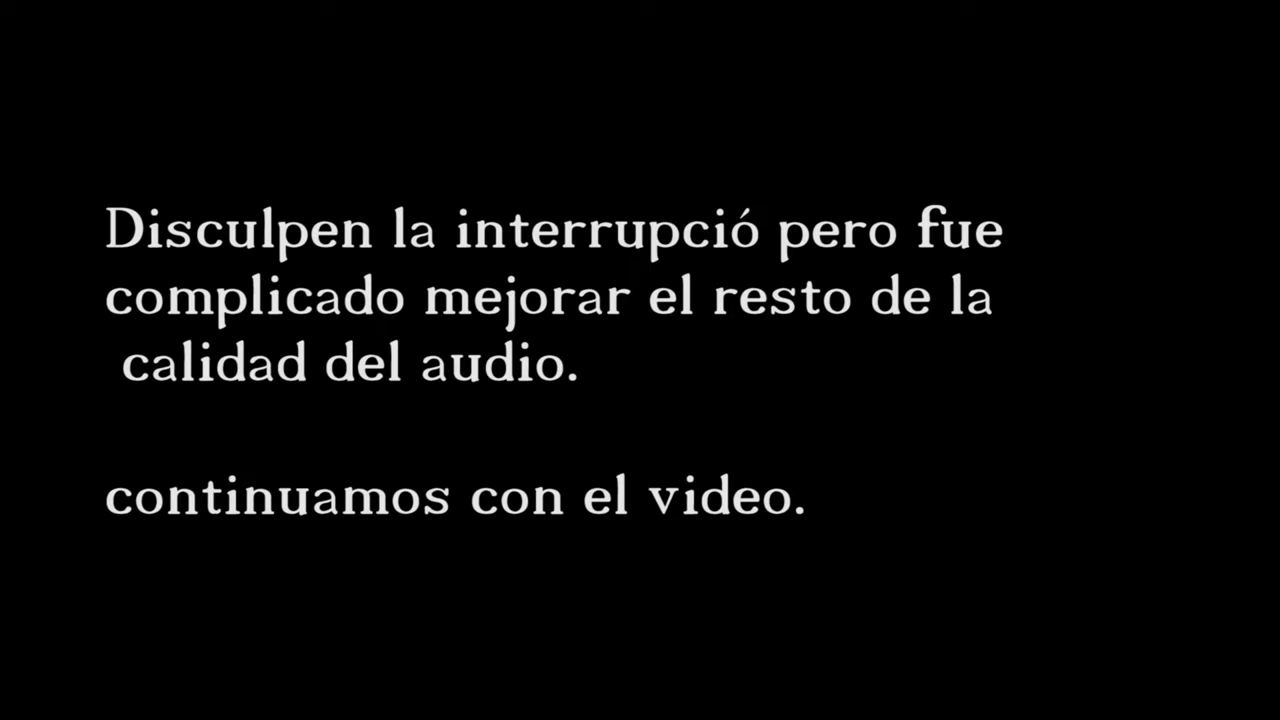 Disculpen la interrupció pero fue
complicado mejorar el resto de la
calidad del audio.
continuamos con el video.